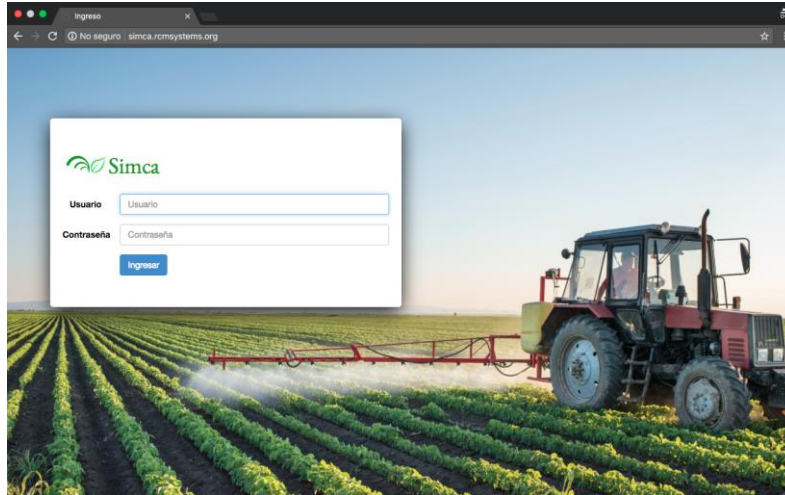 Ingreso
No seguro simca.rcmsystems.org
Simca
Usuario Usuario
Contraseña Contraseña
Ingresar